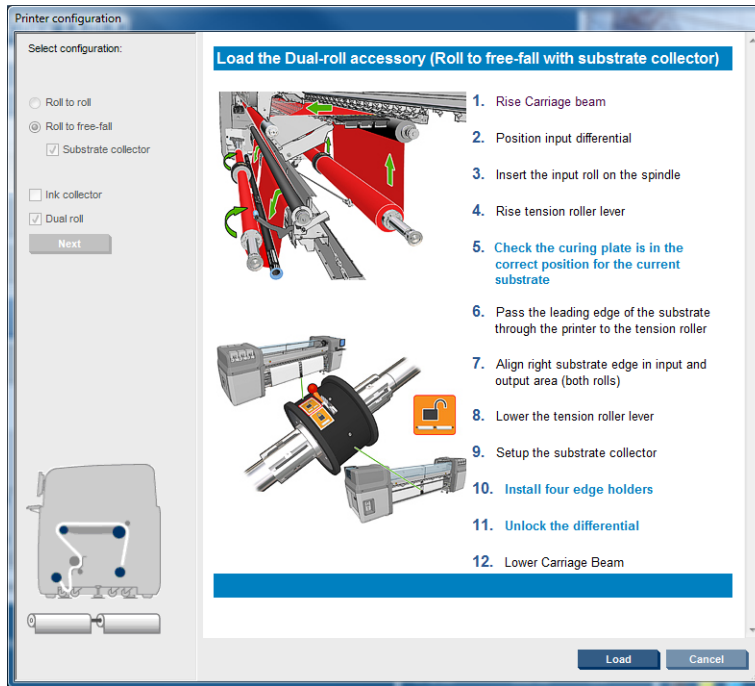 Printer configuration
Select configuration:
Roll to roll
Roll to free-fall
Substrate collector
Ink collector
Dual roll
Next
Load the Dual-roll accessory (Roll to free-fall with substrate collector)
1. Rise Carriage beam
2. Position input differential
3. Insert the input roll on the spindle
4. Rise tension roller lever
5. Check the curing plate is in the
correct position for the current
substrate
6. Pass the leading edge of the substrate
through the printer to the tension roller
7. Align right substrate edge in input and
output area (both rolls)
8. Lower the tension roller lever
9. Setup the substrate collector
10. Install four edge holders
11. Unlock the differential
12. Lower Carriage Beam
Load
Cancel